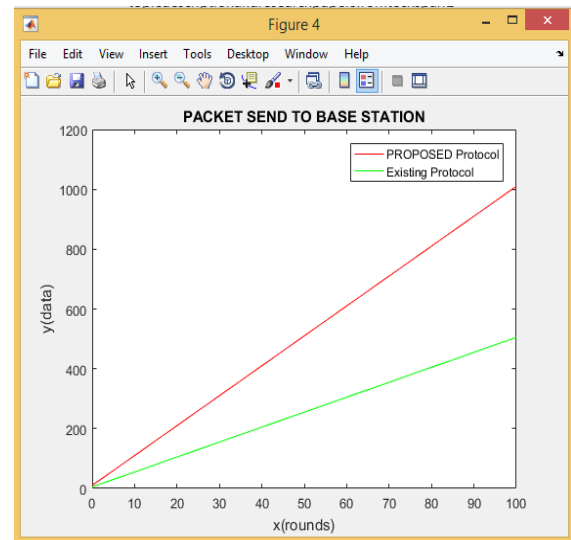 Figure 4
File Edit View Insert Tools Desktop Window Help
PACKET SEND TO BASE STATION
1200
1000
800
600
400
200
0
y(data)
PROPOSED Protocol
Existing Protocol
0 10 20 30 40 50 60 70 80 90 100
x(rounds)